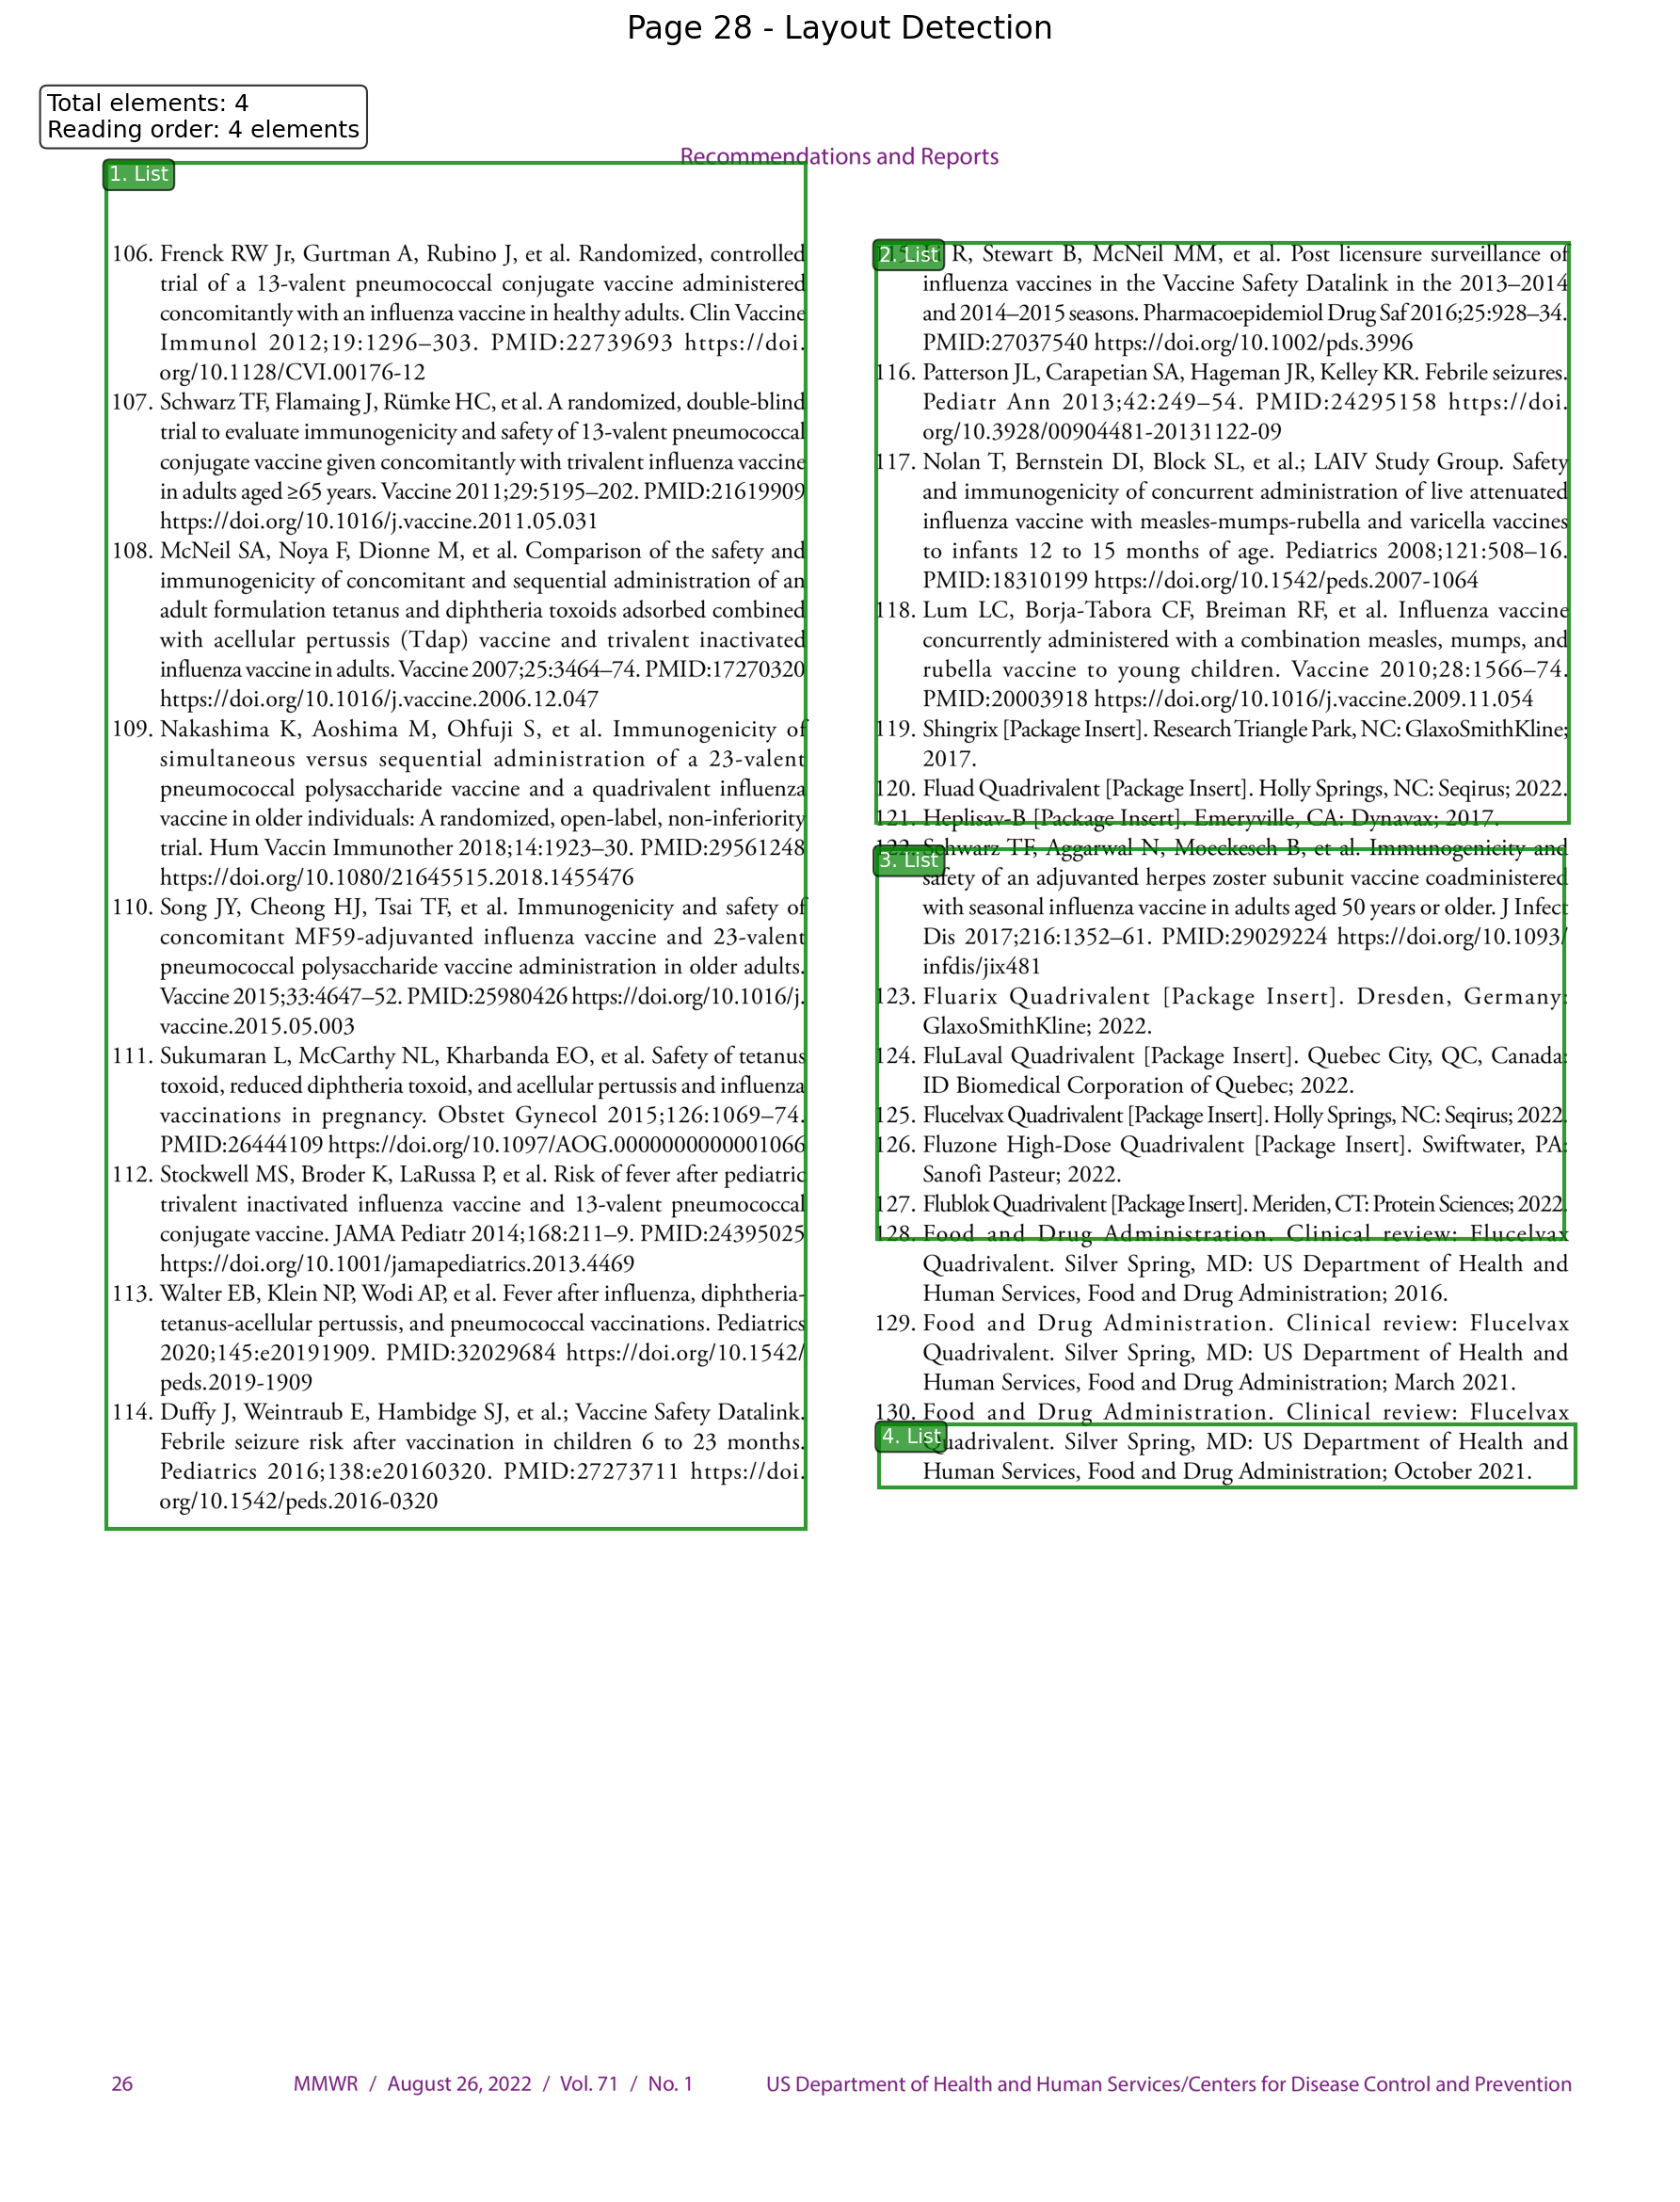 Page 28 - Layout Detection
Total elements: 4
Reading order: 4 elements
Recommendations and Reports
1. List
106. Frenck RW Jr, Gurtman A, Rubino J, et al. Randomized, controlled
trial of a 13-valent pneumococcal conjugate vaccine administered
concomitantly with an influenza vaccine in healthy adults. Clin Vaccine
Immunol 2012;19:1296–303. PMID:22739693 https://doi.
org/10.1128/CVI.00176-12
107. Schwarz TF, Flamaing J, Rümke HC, et al. A randomized, double-blind
trial to evaluate immunogenicity and safety of 13-valent pneumococcal
conjugate vaccine given concomitantly with trivalent influenza vaccine
in adults aged ≥65 years. Vaccine 2011;29:5195–202. PMID:21619909
https://doi.org/10.1016/j.vaccine.2011.05.031
108. McNeil SA, Noya F, Dionne M, et al. Comparison of the safety and
immunogenicity of concomitant and sequential administration of an
adult formulation tetanus and diphtheria toxoids adsorbed combined
with acellular pertussis (Tdap) vaccine and trivalent inactivated
influenza vaccine in adults. Vaccine 2007;25:3464–74. PMID:17270320
https://doi.org/10.1016/j.vaccine.2006.12.047
109. Nakashima K, Aoshima M, Ohfuji S, et al. Immunogenicity of
simultaneous versus sequential administration of a 23-valent
pneumococcal polysaccharide vaccine and a quadrivalent influenza
vaccine in older individuals: A randomized, open-label, non-inferiority
trial. Hum Vaccin Immunother 2018;14:1923–30. PMID:29561248
https://doi.org/10.1080/21645515.2018.1455476
110. Song JY, Cheong HJ, Tsai TF, et al. Immunogenicity and safety of
concomitant MF59-adjuvanted influenza vaccine and 23-valent
pneumococcal polysaccharide vaccine administration in older adults.
Vaccine 2015;33:4647–52. PMID:25980426 https://doi.org/10.1016/j.
vaccine.2015.05.003
111. Sukumaran L, McCarthy NL, Kharbanda EO, et al. Safety of tetanus
toxoid, reduced diphtheria toxoid, and acellular pertussis and influenza
vaccinations in pregnancy. Obstet Gynecol 2015;126:1069–74.
PMID:26444109 https://doi.org/10.1097/AOG.0000000000001066
112. Stockwell MS, Broder K, LaRussa P, et al. Risk of fever after pediatric
trivalent inactivated influenza vaccine and 13-valent pneumococcal
conjugate vaccine. JAMA Pediatr 2014;168:211–9. PMID:24395025
https://doi.org/10.1001/jamapediatrics.2013.4469
113. Walter EB, Klein NP, Wodi AP, et al. Fever after influenza, diphtheria-
tetanus-acellular pertussis, and pneumococcal vaccinations. Pediatrics
2020;145:e20191909. PMID:32029684 https://doi.org/10.1542/
peds.2019-1909
114. Duffy J, Weintraub E, Hambidge SJ, et al.; Vaccine Safety Datalink.
Febrile seizure risk after vaccination in children 6 to 23 months.
Pediatrics 2016;138:e20160320. PMID:27273711 https://doi.
org/10.1542/peds.2016-0320
2. List
R, Stewart B, McNeil MM, et al. Post licensure surveillance of
influenza vaccines in the Vaccine Safety Datalink in the 2013–2014
and 2014–2015 seasons. Pharmacoepidemiol Drug Saf 2016;25:928–34.
PMID:27037540 https://doi.org/10.1002/pds.3996
116. Patterson JL, Carapetian SA, Hageman JR, Kelley KR. Febrile seizures.
Pediatr Ann 2013;42:249–54. PMID:24295158 https://doi.
org/10.3928/00904481-20131122-09
117. Nolan T, Bernstein DI, Block SL, et al.; LAIV Study Group. Safety
and immunogenicity of concurrent administration of live attenuated
influenza vaccine with measles-mumps-rubella and varicella vaccines
to infants 12 to 15 months of age. Pediatrics 2008;121:508–16.
PMID:18310199 https://doi.org/10.1542/peds.2007-1064
118. Lum LC, Borja-Tabora CF, Breiman RF, et al. Influenza vaccine
concurrently administered with a combination measles, mumps, and
rubella vaccine to young children. Vaccine 2010;28:1566–74.
PMID:20003918 https://doi.org/10.1016/j.vaccine.2009.11.054
119. Shingrix [Package Insert]. Research Triangle Park, NC: GlaxoSmithKline;
2017.
120. Fluad Quadrivalent [Package Insert]. Holly Springs, NC: Seqirus; 2022.
121. Heplisav-B [Package Insert]. Emeryville, CA: Dynavax; 2017.
3. List
122. Schwarz TF, Aggarwal N, Moeckesch B, et al. Immunogenicity and
safety of an adjuvanted herpes zoster subunit vaccine coadministered
with seasonal influenza vaccine in adults aged 50 years or older. J Infect
Dis 2017;216:1352–61. PMID:29029224 https://doi.org/10.1093/
infdis/jix481
123. Fluarix Quadrivalent [Package Insert]. Dresden, Germany:
GlaxoSmithKline; 2022.
124. FluLaval Quadrivalent [Package Insert]. Quebec City, QC, Canada:
ID Biomedical Corporation of Quebec; 2022.
125. Flucelvax Quadrivalent [Package Insert]. Holly Springs, NC: Seqirus; 2022.
126. Fluzone High-Dose Quadrivalent [Package Insert]. Swiftwater, PA:
Sanofi Pasteur; 2022.
127. Flublok Quadrivalent [Package Insert]. Meriden, CT: Protein Sciences; 2022.
128. Food and Drug Administration. Clinical review: Flucelvax
Quadrivalent. Silver Spring, MD: US Department of Health and
Human Services, Food and Drug Administration; 2016.
129. Food and Drug Administration. Clinical review: Flucelvax
Quadrivalent. Silver Spring, MD: US Department of Health and
Human Services, Food and Drug Administration; March 2021.
130. Food and Drug Administration. Clinical review: Flucelvax
4. List
Quadrivalent. Silver Spring, MD: US Department of Health and
Human Services, Food and Drug Administration; October 2021.
26 MMWR / August 26, 2022 / Vol. 71 / No. 1 US Department of Health and Human Services/Centers for Disease Control and Prevention